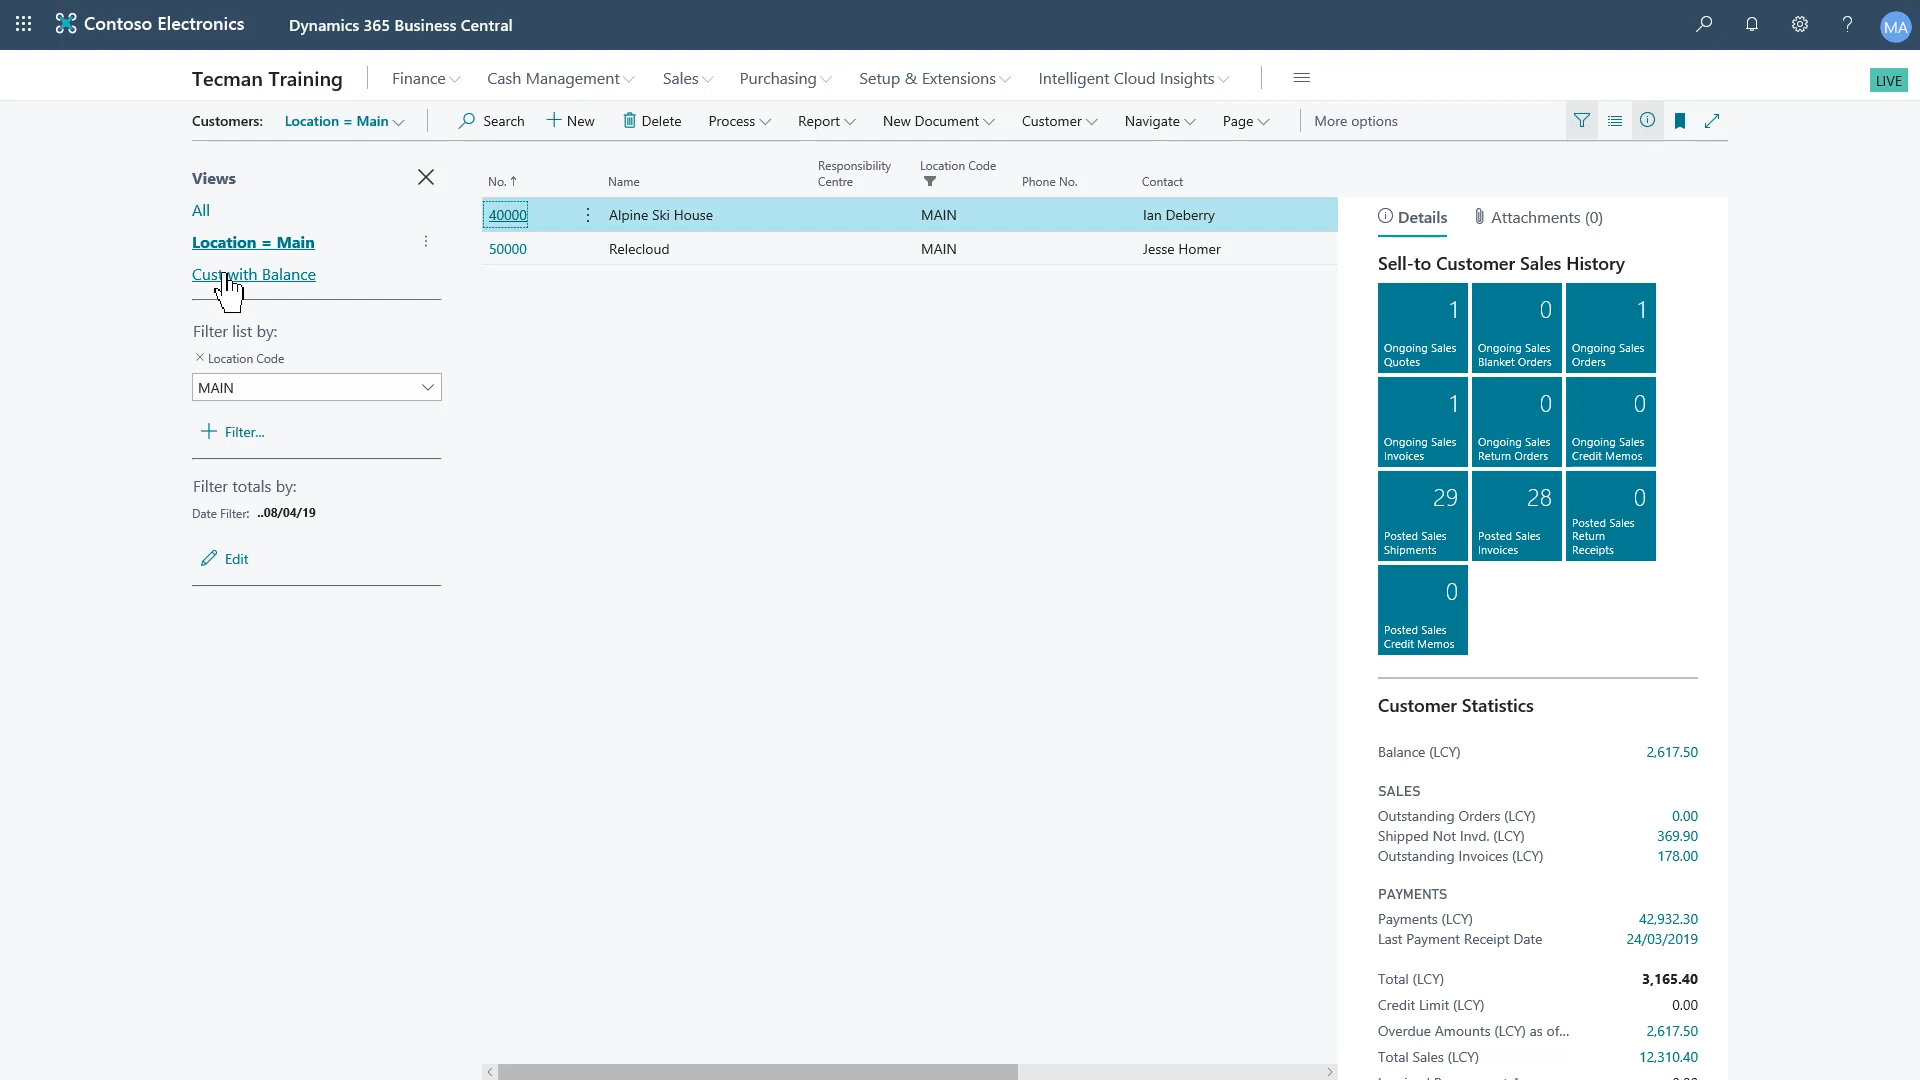 Contoso Electronics
Dynamics 365 Business Central
MA
Tecman Training
Finance
Cash Management
Sales
Purchasing
Setup & Extensions
Intelligent Cloud Insights
LIVE
Customers:
Location = Main
Search
New
Delete
Process
Report
New Document
Customer
Navigate
Page
More options
Views
All
Location = Main
Cust with Balance
Filter list by:
Location Code
MAIN
Filter...
Filter totals by:
Date Filter: ..08/04/19
Edit
No. ↑
Name
Responsibility
Centre
Location Code
Phone No.
Contact
40000
Alpine Ski House
MAIN
Ian Deberry
50000
Relecloud
MAIN
Jesse Homer
Details
Attachments (0)
Sell-to Customer Sales History
1
Ongoing Sales
Quotes
0
Ongoing Sales
Blanket Orders
1
Ongoing Sales
Orders
1
Ongoing Sales
Invoices
0
Ongoing Sales
Return Orders
0
Ongoing Sales
Credit Memos
29
Posted Sales
Shipments
28
Posted Sales
Invoices
0
Posted Sales
Return
Receipts
0
Posted Sales
Credit Memos
Customer Statistics
Balance (LCY) 2,617.50
SALES
Outstanding Orders (LCY) 0.00
Shipped Not Invd. (LCY) 369.90
Outstanding Invoices (LCY) 178.00
PAYMENTS
Payments (LCY) 42,932.30
Last Payment Receipt Date 24/03/2019
Total (LCY) 3,165.40
Credit Limit (LCY) 0.00
Overdue Amounts (LCY) as of... 2,617.50
Total Sales (LCY) 12,310.40